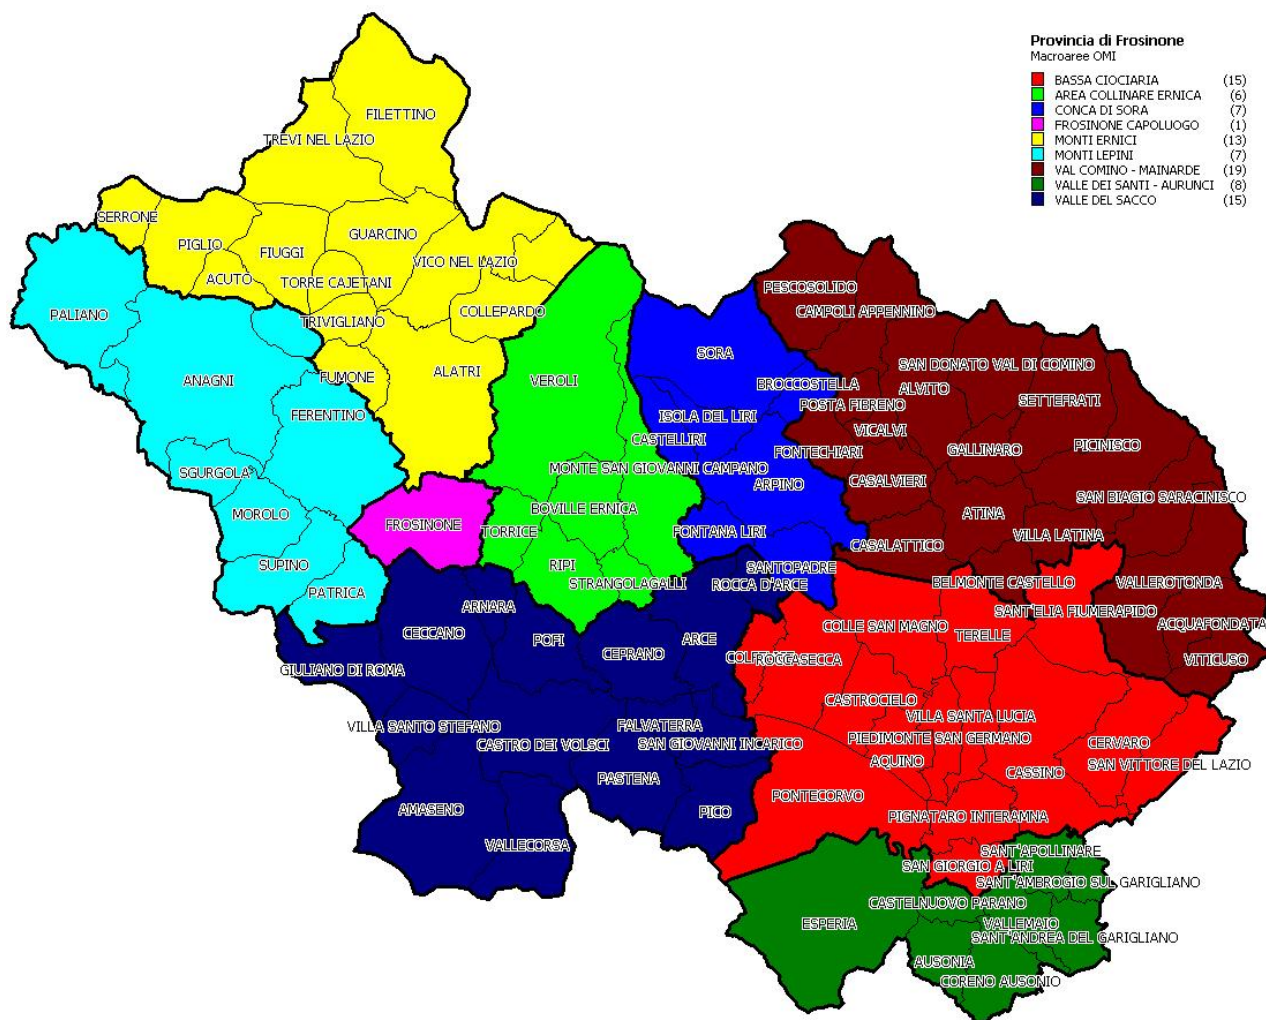 Provincia di Frosinone
Macroaree OMI
BASSA CIOCIARIA (15)
AREA COLLINARE ERNICA (6)
CONCA DI SORA (7)
FROSINONE CAPOLUOGO (1)
MONTI ERNICI (13)
MONTI LEPINI (7)
VAL COMINO - MAINARDE (19)
VALLE DEI SANTI - AURUNCI (8)
VALLE DEL SACCO (15)
FILETTINO
TREVI NEL LAZIO
SERRONE
PIGLIO
FIUGGI
GUARCINO
VICO NEL LAZIO
ACUTO
TORRE CAJETANI
TRIVIGLIANO
COLLEPARDO
FUMONE
ALATRI
PALIANO
ANAGNI
FERENTINO
SGURGOLA
MOROLO
SUPINO
PATRICA
FROSINONE
VEROLI
MONTE SAN GIOVANNI CAMPANO
BOVILLE ERNICA
TORRICE
RIPI
STRANGOLAGALLI
SORA
BROCCOSTELLA
ISOLA DEL LIRI
CASTELLIRI
ARPINO
FONTANA LIRI
SANTOPADRE
PESCOSOLIDO
CAMPOLI APPENNINO
SAN DONATO VAL DI COMINO
ALVITO
SETTEFRATI
POSTA FIBRENO
VICALVI
FONTECHIARI
GALLINARO
PICINISCO
CASALVIERI
SAN BIAGIO SARACINISCO
ATINA
VILLA LATINA
CASALATTICO
BELMONTE CASTELLO
VALLEROTONDA
ACQUAFONDATA
VITICUSO
ROCCA D'ARCE
ARNARA
CECCANO
POFI
CEPRANO
ARCE
GIULIANO DI ROMA
VILLA SANTO STEFANO
CASTRO DEI VOLSCI
FALVATERRA
SAN GIOVANNI INCARICO
PASTENA
AMASENO
PICO
VALLECORSA
SANT'ELIA FIUMERAPIDO
COLLE SAN MAGNO
TERELLE
ROCCASECCA
CASTROCIELO
VILLA SANTA LUCIA
PIEDIMONTE SAN GERMANO
AQUINO
CERVARO
SAN VITTORE DEL LAZIO
CASSINO
PONTECORVO
PIGNATARO INTERAMNA
SANT'APOLLINARE
SAN GIORGIO A LIRI
SANT'AMBROGIO SUL GARIGLIANO
CASTELNUOVO PARANO
ESPERIA
VALLEMAIO
SANT'ANDREA DEL GARIGLIANO
AUSONIA
CORENO AUSONIO